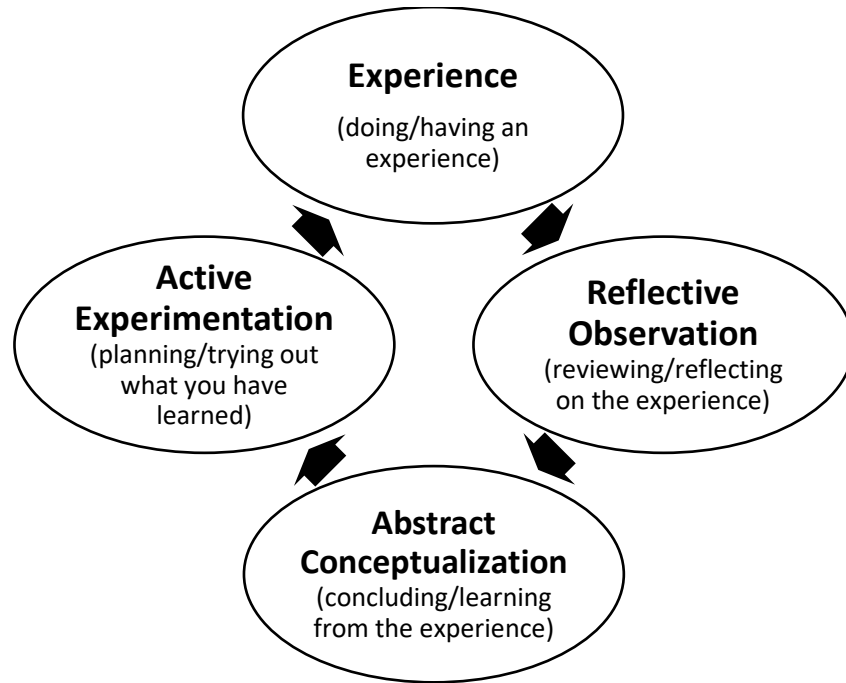 Experience
(doing/having an
experience)
Active
Experimentation
(planning/trying out
what you have
learned)
Reflective
Observation
(reviewing/reflecting
on the experience)
Abstract
Conceptualization
(concluding/learning
from the experience)